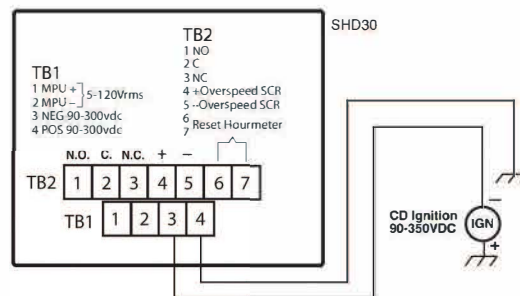 SHD30
TB2
1 NO
2 C
3 NC
4 +Overspeed SCR
5 --Overspeed SCR
6
7 Reset Hourmeter
TB1
1 MPU +
2 MPU –
5-120Vrms
3 NEG 90-300vdc
4 POS 90-300vdc
N.O. C. N.C. + –
TB2 1 2 3 4 5 6 7
TB1 1 2 3 4
CD Ignition
90-350VDC
–
IGN
+